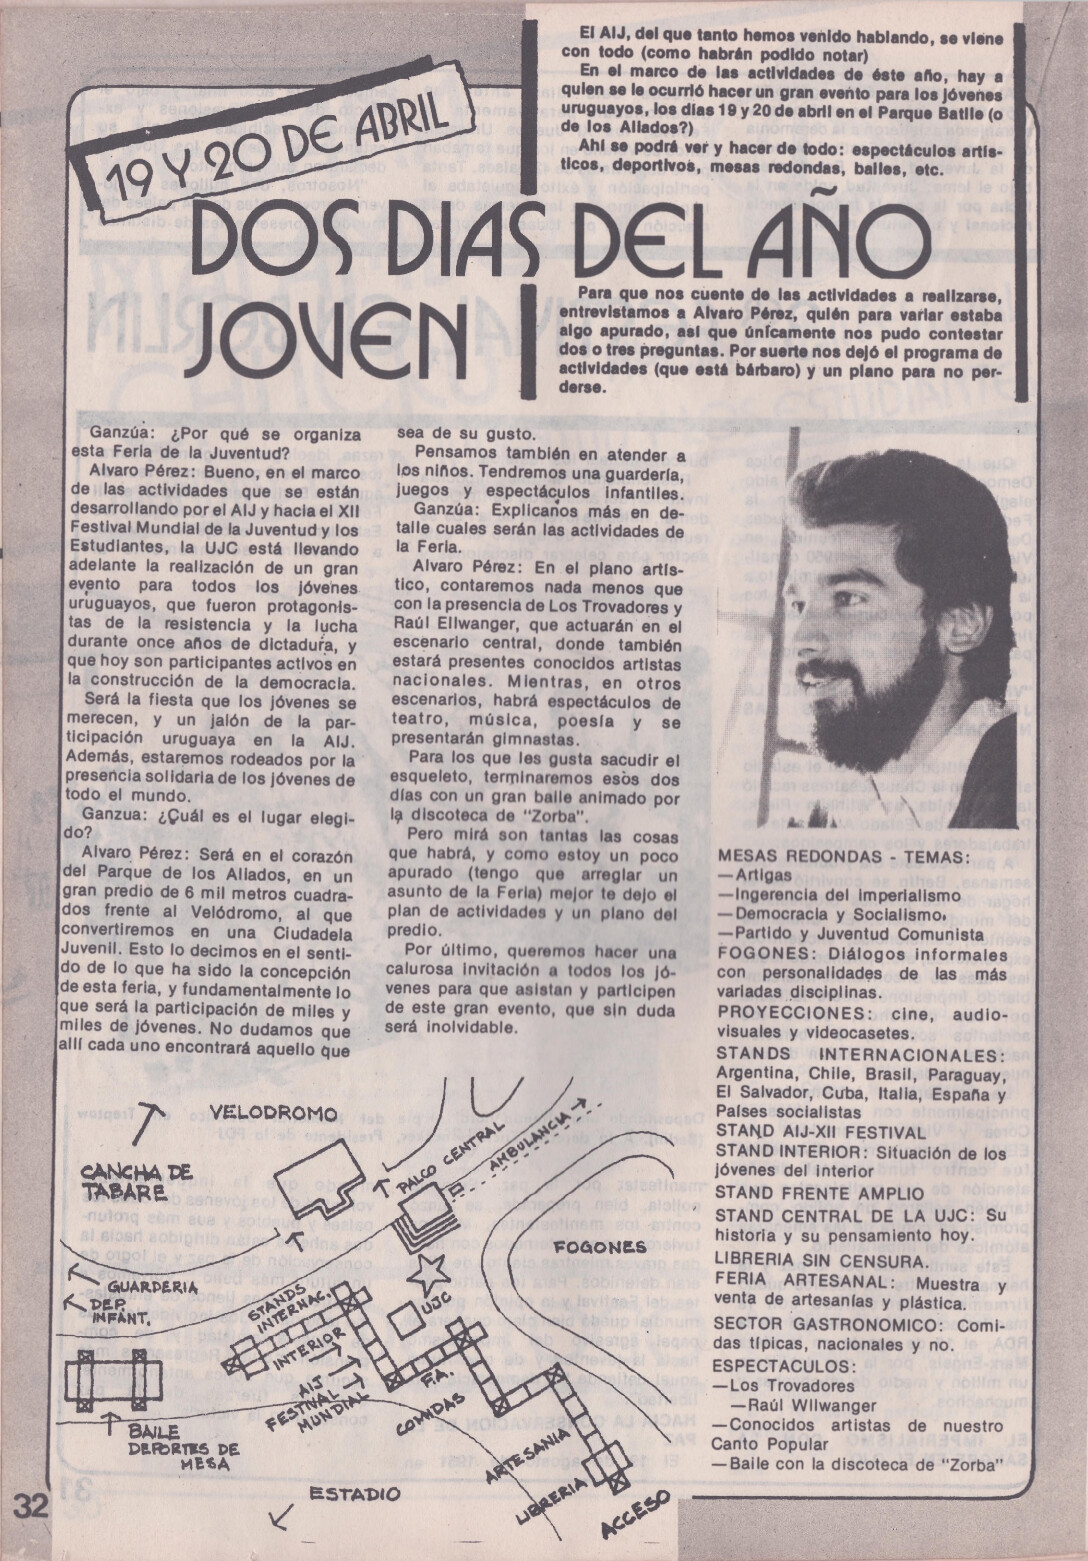 El AIJ, del que tanto hemos venido hablando, se viene
con todo (como habrán podido notar)
En el marco de las actividades de éste año, hay a
quien se le ocurrió hacer un gran evento para los jóvenes
uruguayos, los días 19 y 20 de abril en el Parque Batlle (o
de los Aliados?)
Ahí se podrá ver y hacer de todo: espectáculos artís-
ticos, deportivos, mesas redondas, bailes, etc.
19 Y 20 DE ABRIL
DOS DIAS DEL AÑO
JOVEN
Para que nos cuente de las actividades a realizarse,
entrevistamos a Alvaro Pérez, quién para variar estaba
algo apurado, así que únicamente nos pudo contestar
dos o tres preguntas. Por suerte nos dejó el programa de
actividades (que está bárbaro) y un plano para no per-
derse.
Ganzúa: ¿Por qué se organiza
esta Feria de la Juventud?
Alvaro Pérez: Bueno, en el marco
de las actividades que se están
desarrollando por el AIJ y hacia el XII
Festival Mundial de la Juventud y los
Estudiantes, la UJC está llevando
adelante la realización de un gran
evento para todos los jóvenes
uruguayos, que fueron protagonis-
tas de la resistencia y la lucha
durante once años de dictadura, y
que hoy son participantes activos en
la construcción de la democracia.
Será la fiesta que los jóvenes se
merecen, y un jalón de la par-
ticipación uruguaya en la AIJ.
Además, estaremos rodeados por la
presencia solidaria de los jóvenes de
todo el mundo.
Ganzua: ¿Cuál es el lugar elegi-
do?
Alvaro Pérez: Será en el corazón
del Parque de los Aliados, en un
gran predio de 6 mil metros cuadra-
dos frente al Velódromo, al que
convertiremos en una Ciudadela
Juvenil. Esto lo decimos en el senti-
do de lo que ha sido la concepción
de esta feria, y fundamentalmente lo
que será la participación de miles y
miles de jóvenes. No dudamos que
allí cada uno encontrará aquello que
sea de su gusto.
Pensamos también en atender a
los niños. Tendremos una guardería,
juegos y espectáculos infantiles.
Ganzúa: Explicaños más en de-
talle cuales serán las actividades de
la Feria.
Alvaro Pérez: En el plano artís-
tico, contaremos nada menos que
con la presencia de Los Trovadores y
Raúl Ellwanger, que actuarán en el
escenario central, donde también
estará presentes conocidos artistas
nacionales. Mientras, en otros
escenarios, habrá espectáculos de
teatro, música, poesía y se
presentarán gimnastas.
Para los que les gusta sacudir el
esqueleto, terminaremos esos dos
días con un gran baile animado por
la discoteca de "Zorba".
Pero mirá son tantas las cosas
que habrá, y como estoy un poco
apurado (tengo que arreglar un
asunto de la Feria) mejor te dejo el
plan de actividades y un plano del
predio.
Por último, queremos hacer una
calurosa invitación a todos los jó-
venes para que asistan y participen
de este gran evento, que sin duda
será inolvidable.
MESAS REDONDAS - TEMAS:
—Artigas
—Ingerencia del imperialismo
—Democracia y Socialismo.
—Partido y Juventud Comunista
FOGONES: Diálogos informales
con personalidades de las más
variadas disciplinas.
PROYECCIONES: cine, audio-
visuales y videocasetes.
STANDS INTERNACIONALES:
Argentina, Chile, Brasil, Paraguay,
El Salvador, Cuba, Italia, España y
Países socialistas
STAND AIJ-XII FESTIVAL
STAND INTERIOR: Situación de los
jóvenes del interior
STAND FRENTE AMPLIO
STAND CENTRAL DE LA UJC: Su
historia y su pensamiento hoy.
LIBRERIA SIN CENSURA.
FERIA ARTESANAL: Muestra y
venta de artesanías y plástica.
SECTOR GASTRONOMICO: Comi-
das típicas, nacionales y no.
ESPECTACULOS:
—Los Trovadores
—Raúl Wilwanger
—Conocidos artistas de nuestro
Canto Popular
—Baile con la discoteca de "Zorba"
VELODROMO
CANCHA DE
TABARE
PALCO CENTRAL
AMBULANCIA
FOGONES
GUARDERIA
DEP.
INFANT.
STANDS
INTERNAC.
INTERIOR
UJC
AIJ
FESTIVAL
MUNDIAL
F.A.
COMIDAS
BAILE
DEPORTES DE
MESA
ARTESANIA
LIBRERIA
ACCESO
ESTADIO
32